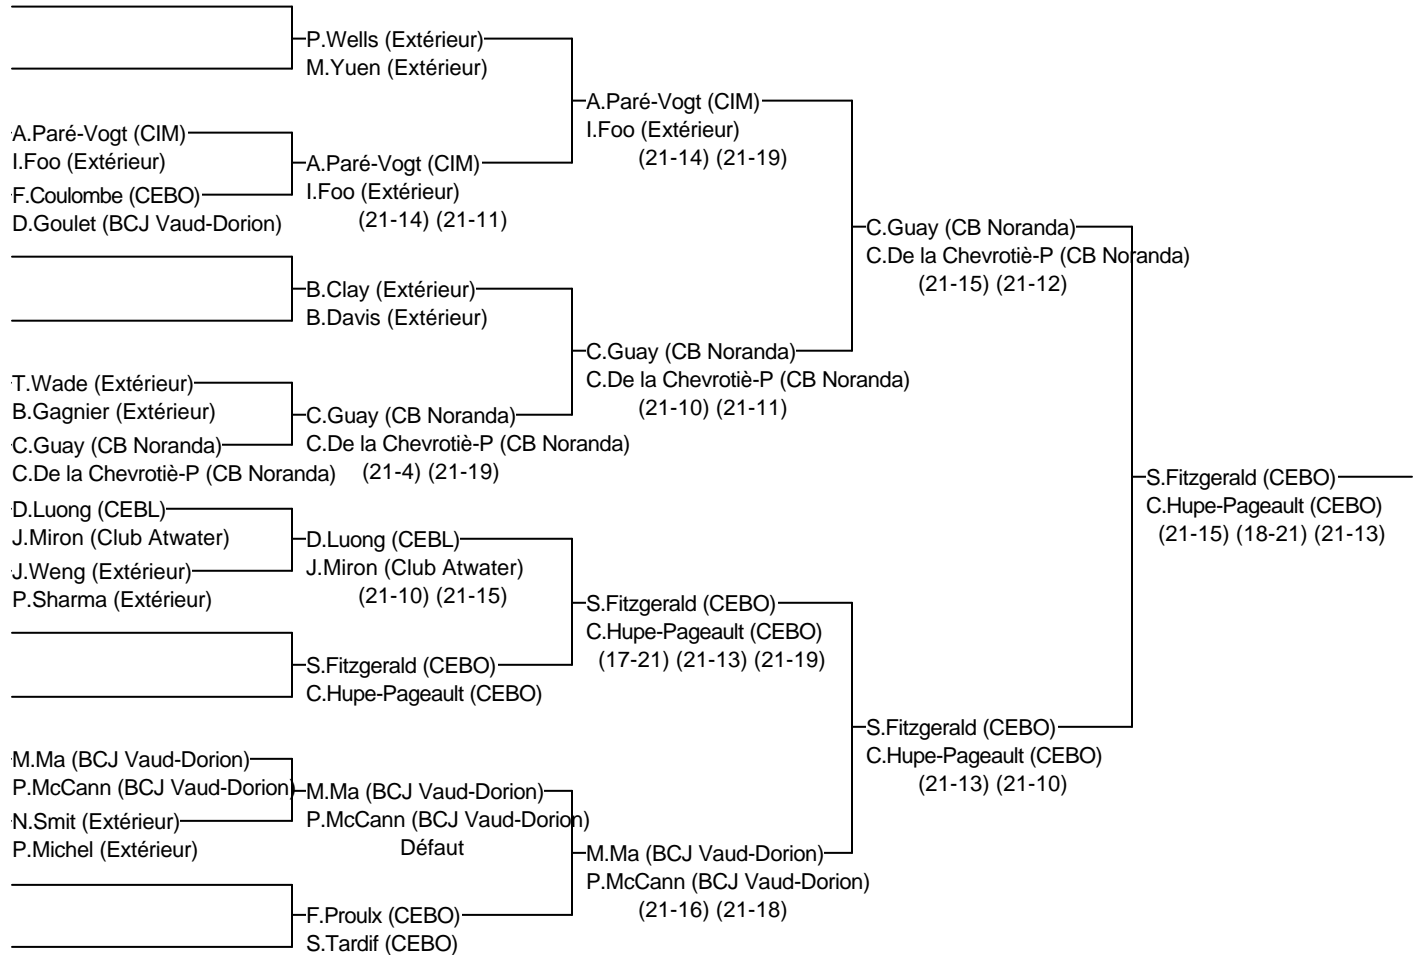 P.Wells (Extérieur)
M.Yuen (Extérieur)
A.Paré-Vogt (CIM)
I.Foo (Extérieur)
(21-14) (21-19)
A.Paré-Vogt (CIM)
I.Foo (Extérieur)
A.Paré-Vogt (CIM)
I.Foo (Extérieur)
(21-14) (21-11)
F.Coulombe (CEBO)
D.Goulet (BCJ Vaud-Dorion)
C.Guay (CB Noranda)
C.De la Chevrotiè-P (CB Noranda)
(21-15) (21-12)
B.Clay (Extérieur)
B.Davis (Extérieur)
C.Guay (CB Noranda)
C.De la Chevrotiè-P (CB Noranda)
(21-10) (21-11)
T.Wade (Extérieur)
B.Gagnier (Extérieur)
C.Guay (CB Noranda)
C.De la Chevrotiè-P (CB Noranda)
(21-4) (21-19)
C.Guay (CB Noranda)
C.De la Chevrotiè-P (CB Noranda)
S.Fitzgerald (CEBO)
C.Hupe-Pageault (CEBO)
(21-15) (18-21) (21-13)
D.Luong (CEBL)
J.Miron (Club Atwater)
D.Luong (CEBL)
J.Miron (Club Atwater)
(21-10) (21-15)
J.Weng (Extérieur)
P.Sharma (Extérieur)
S.Fitzgerald (CEBO)
C.Hupe-Pageault (CEBO)
(17-21) (21-13) (21-19)
S.Fitzgerald (CEBO)
C.Hupe-Pageault (CEBO)
S.Fitzgerald (CEBO)
C.Hupe-Pageault (CEBO)
(21-13) (21-10)
M.Ma (BCJ Vaud-Dorion)
P.McCann (BCJ Vaud-Dorion)
M.Ma (BCJ Vaud-Dorion)
P.McCann (BCJ Vaud-Dorion)
Défaut
N.Smit (Extérieur)
P.Michel (Extérieur)
M.Ma (BCJ Vaud-Dorion)
P.McCann (BCJ Vaud-Dorion)
(21-16) (21-18)
F.Proulx (CEBO)
S.Tardif (CEBO)